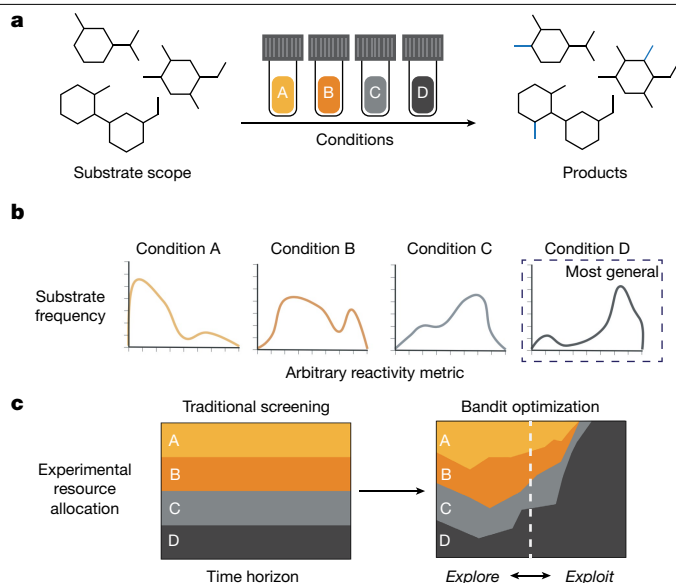 a
A B C D
Conditions
Substrate scope
Products
b
Condition A Condition B Condition C Condition D
Most general
Substrate
frequency
Arbitrary reactivity metric
c
Traditional screening Bandit optimization
Experimental
resource
allocation
A
B
C
D
A
B
C
D
Time horizon
Explore Exploit